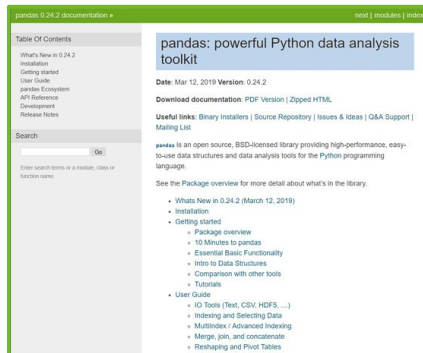 pandas 0.24.2 documentation »
next | modules | index
Table Of Contents
What's New in 0.24.2
Installation
Getting started
User Guide
pandas Ecosystem
API Reference
Development
Release Notes
Search
Go
Enter search terms or a module, class or
function name.
pandas: powerful Python data analysis
toolkit
Date: Mar 12, 2019 Version: 0.24.2
Download documentation: PDF Version | Zipped HTML
Useful links: Binary Installers | Source Repository | Issues & Ideas | Q&A Support |
Mailing List
pandas is an open source, BSD-licensed library providing high-performance, easy-
to-use data structures and data analysis tools for the Python programming
language.
See the Package overview for more detail about what's in the library.
Whats New in 0.24.2 (March 12, 2019)
Installation
Getting started
Package overview
10 Minutes to pandas
Essential Basic Functionality
Intro to Data Structures
Comparison with other tools
Tutorials
User Guide
IO Tools (Text, CSV, HDF5, …)
Indexing and Selecting Data
MultiIndex / Advanced Indexing
Merge, join, and concatenate
Reshaping and Pivot Tables